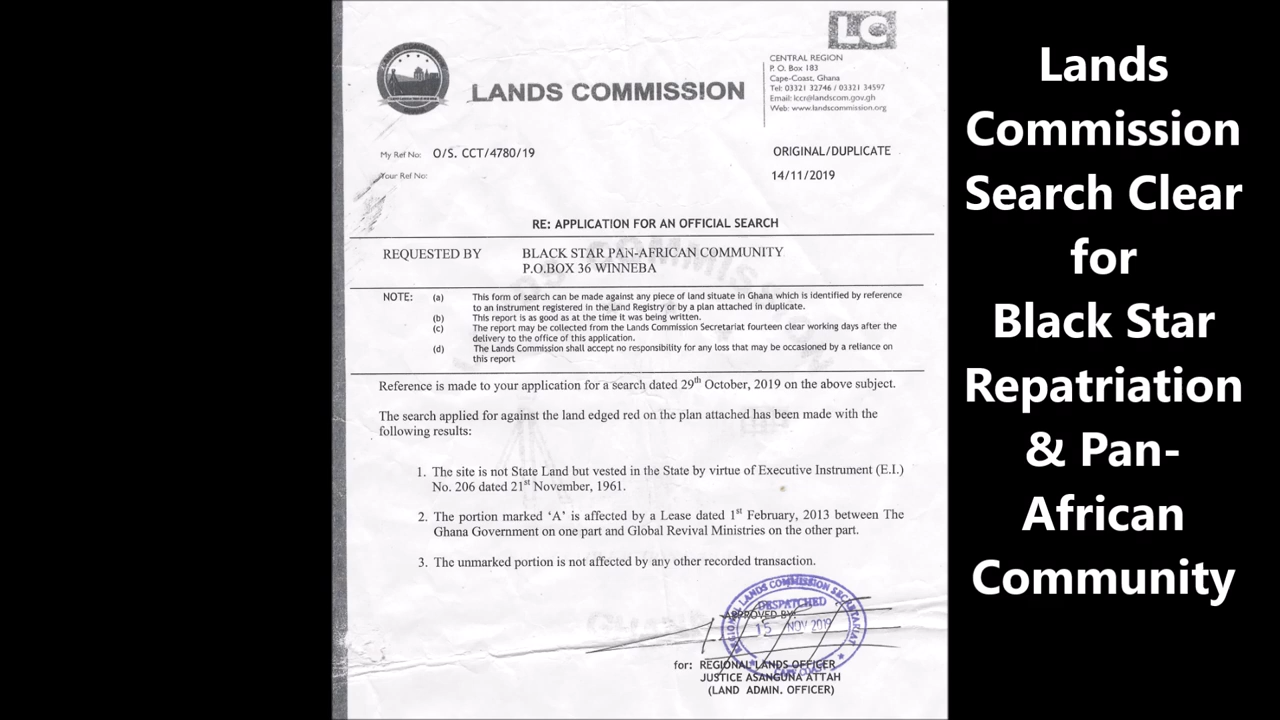 LC
CENTRAL REGION
P. O. Box 183
Cape-Coast, Ghana
Tel: 03321 32746 / 03321 34597
Email: lccr@landscom.gov.gh
Web: www.landscommission.org
LANDS COMMISSION
My Ref No: O/S. CCT/4780/19
ORIGINAL/DUPLICATE
Your Ref No:
14/11/2019
RE: APPLICATION FOR AN OFFICIAL SEARCH
REQUESTED BY BLACK STAR PAN-AFRICAN COMMUNITY
P.O.BOX 36 WINNEBA
NOTE: (a) This form of search can be made against any piece of land situate in Ghana which is identified by reference
to an instrument registered in the Land Registry or by a plan attached in duplicate.
(b) This report is as good as at the time it was being written.
(c) The report may be collected from the Lands Commission Secretariat fourteen clear working days after the
delivery to the office of this application.
(d) The Lands Commission shall accept no responsibility for any loss that may be occasioned by a reliance on
this report
Reference is made to your application for a search dated 29th October, 2019 on the above subject.
The search applied for against the land edged red on the plan attached has been made with the
following results:
1. The site is not State Land but vested in the State by virtue of Executive Instrument (E.I.)
No. 206 dated 21st November, 1961.
2. The portion marked ‘A’ is affected by a Lease dated 1st February, 2013 between The
Ghana Government on one part and Global Revival Ministries on the other part.
3. The unmarked portion is not affected by any other recorded transaction.
REGIONAL LANDS COMMISSION SECRETARIAT
DESPATCHED
APPROVED BY:
15 NOV 2019
for: REGIONAL LANDS OFFICER
JUSTICE ASANGUNA ATTAH
(LAND ADMIN. OFFICER)
Lands
Commission
Search Clear
for
Black Star
Repatriation
& Pan-
African
Community